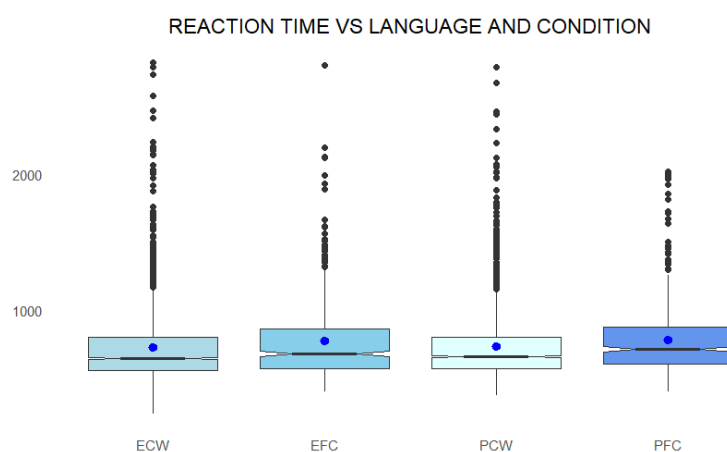 REACTION TIME VS LANGUAGE AND CONDITION
2000
1000
ECW EFC PCW PFC